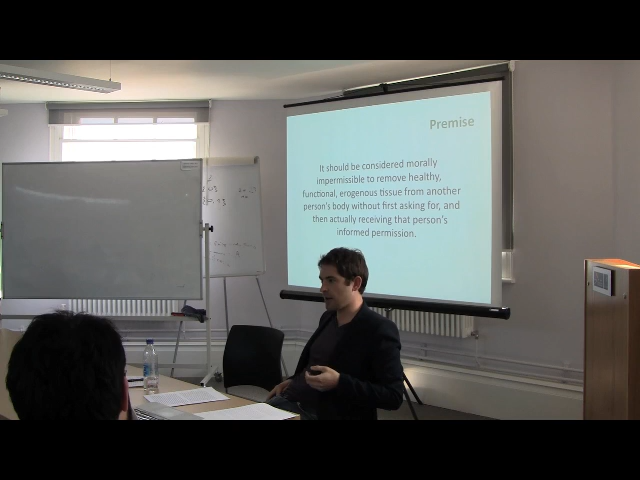 Premise
It should be considered morally
impermissible to remove healthy,
functional, erogenous tissue from another
person's body without first asking for, and
then actually receiving that person's
informed permission.